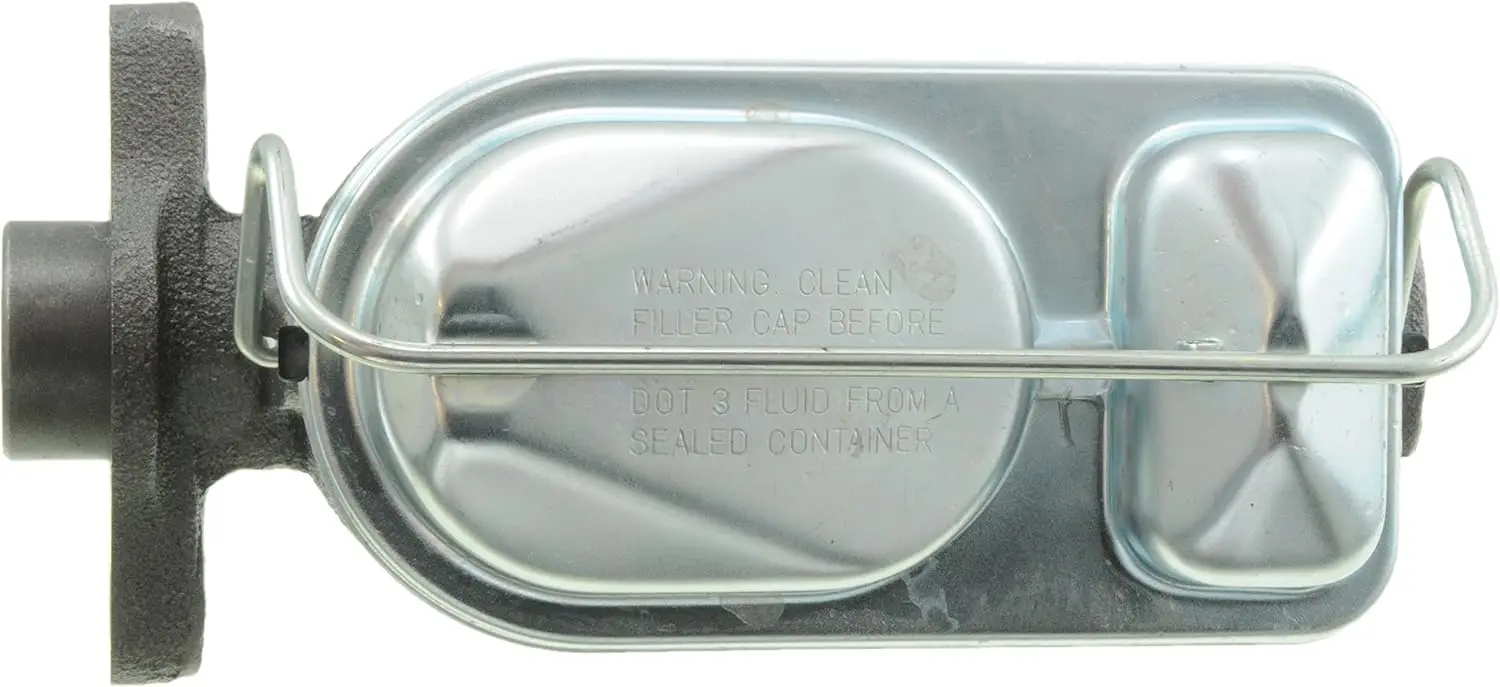 WARNING: CLEAN
FILLER CAP BEFORE
DOT 3 FLUID FROM A
SEALED CONTAINER